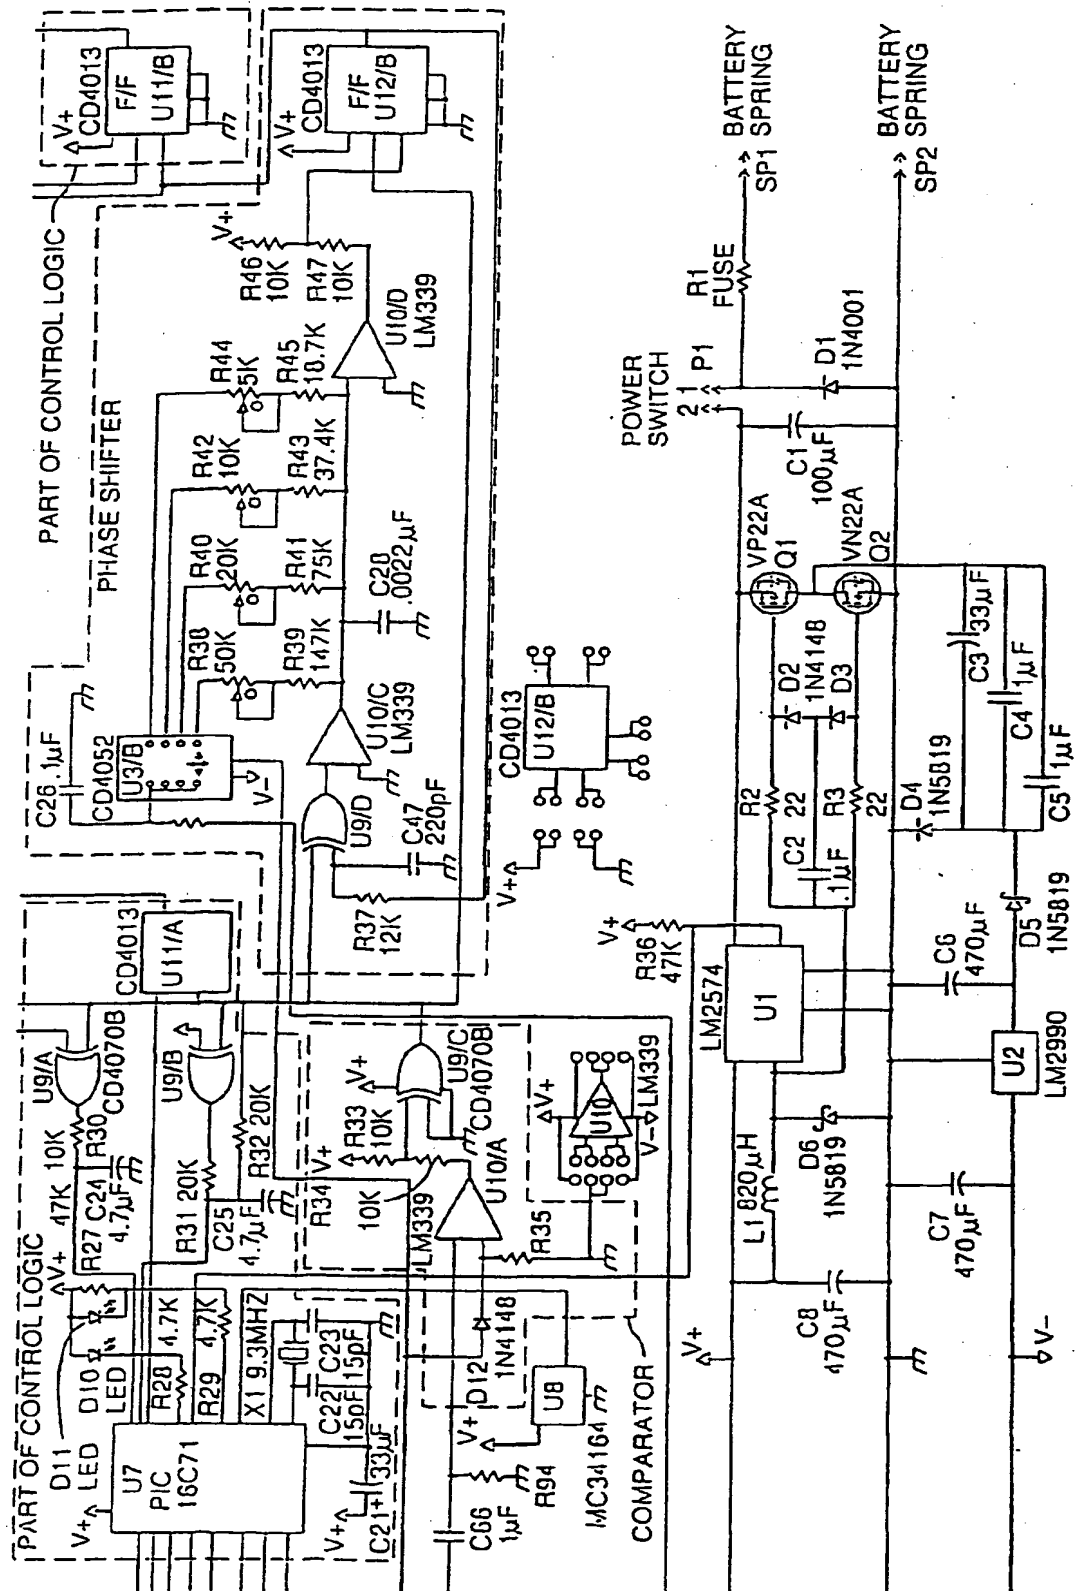 PART OF CONTROL LOGIC
V+
CD4013
F/F
U11/B
PHASE SHIFTER
V+
CD4013
F/F
U12/B
V+
R46
10K
R47
10K
U10/D
LM339
R44
5K
R45
18.7K
R42
10K
R43
37.4K
R40
20K
R41
75K
C28
.0022µF
R38
50K
R39
147K
U10/C
LM339
C26 .1µF
CD4052
U3/B
V-
U9/D
C47
220pF
R37
12K
CD4013
U12/B
V+
PART OF CONTROL LOGIC
CD4013
U11/A
U9/A
CD4070B
U9/B
10K
R30
47K
R27
C24
4.7µF
R31 20K
R32 20K
C25
4.7µF
V+
D11
LED
D10
LED
R28
4.7K
R29
4.7K
X1 9.3MHZ
C22
15pF
C23
15pF
U7
PIC
16C71
V+
V+
C21+
33µF
R34
V+
R33
10K
10K
V+
U9/C
CD4070B
LM339
U10/A
R35
V+
U10
LM339
V-
D12
1N4148
U8
MC34164
V+
R94
C66
1µF
COMPARATOR
BATTERY
SPRING
SP1
BATTERY
SPRING
SP2
R1
FUSE
POWER
SWITCH
2 1 P1
D1
1N4001
C1
100µF
VP22A
Q1
VN22A
Q2
D2
1N4148
D3
R2
22
R3
22
C2
.1µF
C3
33µF
C4
1µF
C5
1µF
D4
1N5819
D5
1N5819
V+
R36
47K
LM2574
U1
C6
470µF
U2
LM2990
L1 820µH
D6
1N5819
C7
470µF
C8
470µF
V+
V-